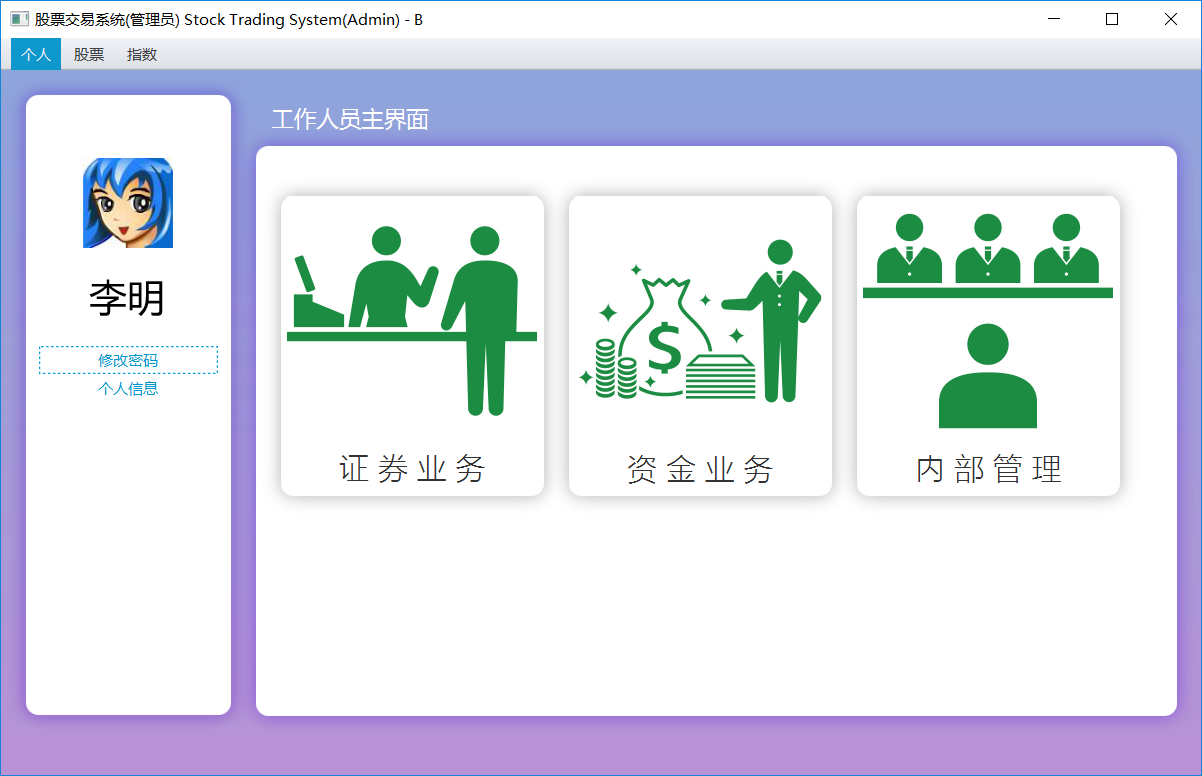 股票交易系统(管理员) Stock Trading System(Admin) - B
个人 股票 指数
工作人员主界面
李明
修改密码
个人信息
$
证券业务 资金业务 内部管理